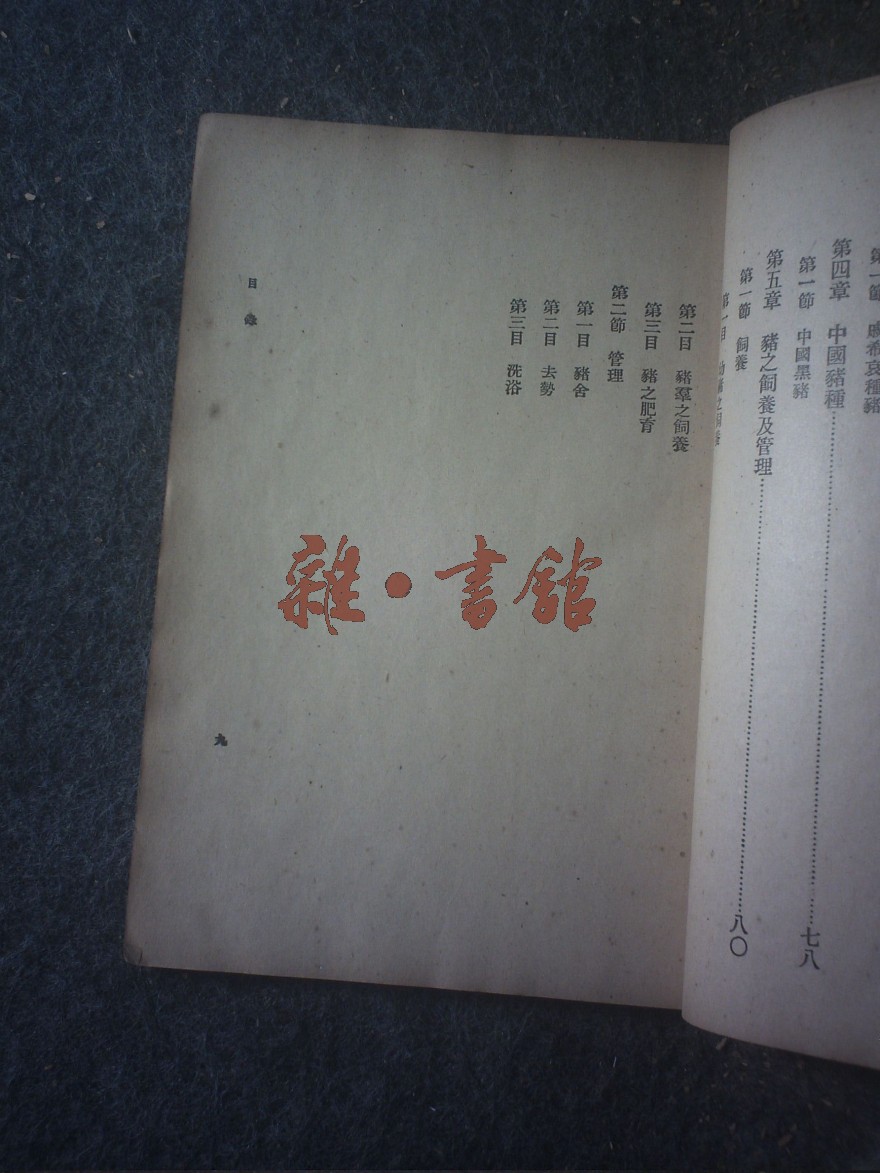 第四章　中國豬種……七八
第一節　中國黑豬
第五章　豬之飼養及管理……八〇
第一節　飼養
第二目　豬羣之飼養
第三目　豬之肥育
第二節　管理
第一目　豬舍
第二目　去勢
第三目　洗浴
目錄
九
雜·書館